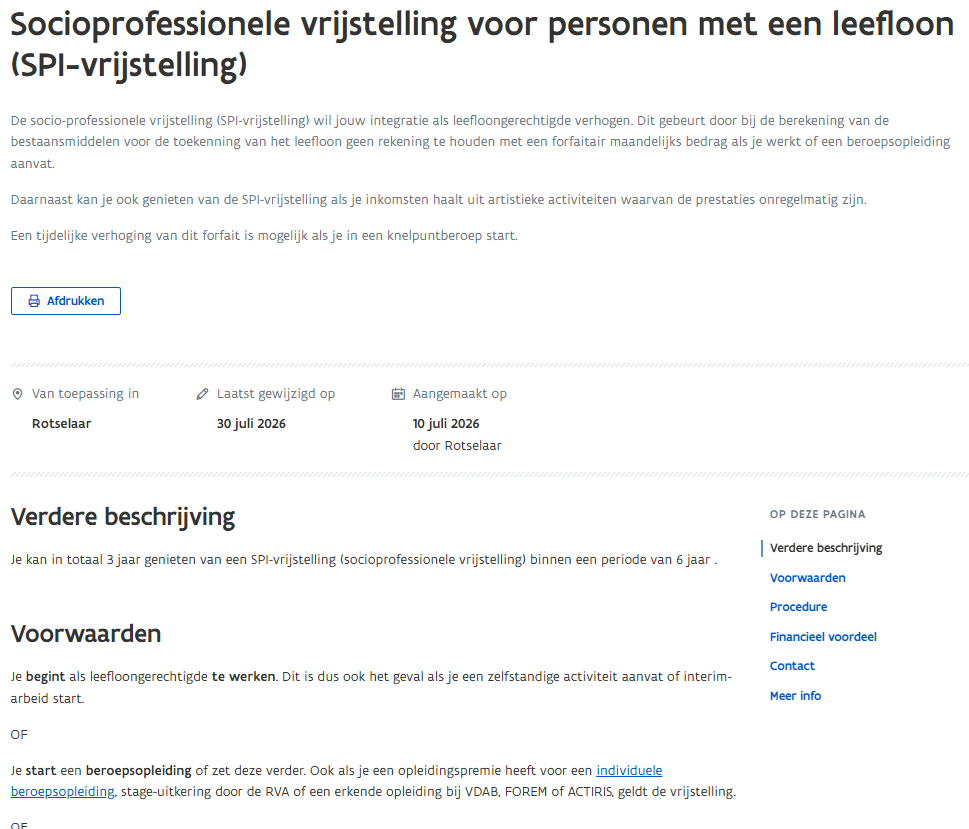 Socioprofessionele vrijstelling voor personen met een leefloon
(SPI-vrijstelling)
De socio-professionele vrijstelling (SPI-vrijstelling) wil jouw integratie als leefloongerechtigde verhogen. Dit gebeurt door bij de berekening van de
bestaansmiddelen voor de toekenning van het leefloon geen rekening te houden met een forfaitair maandelijks bedrag als je werkt of een beroepsopleiding
aanvat.
Daarnaast kan je ook genieten van de SPI-vrijstelling als je inkomsten haalt uit artistieke activiteiten waarvan de prestaties onregelmatig zijn.
Een tijdelijke verhoging van dit forfait is mogelijk als je in een knelpuntberoep start.
Afdrukken
Van toepassing in
Rotselaar
Laatst gewijzigd op
30 juli 2026
Aangemaakt op
10 juli 2026
door Rotselaar
Verdere beschrijving
Je kan in totaal 3 jaar genieten van een SPI-vrijstelling (socioprofessionele vrijstelling) binnen een periode van 6 jaar .
Voorwaarden
Je begint als leefloongerechtigde te werken. Dit is dus ook het geval als je een zelfstandige activiteit aanvat of interim-
arbeid start.
OF
Je start een beroepsopleiding of zet deze verder. Ook als je een opleidingspremie heeft voor een individuele
beroepsopleiding, stage-uitkering door de RVA of een erkende opleiding bij VDAB, FOREM of ACTIRIS, geldt de vrijstelling.
OF
OP DEZE PAGINA
Verdere beschrijving
Voorwaarden
Procedure
Financieel voordeel
Contact
Meer info